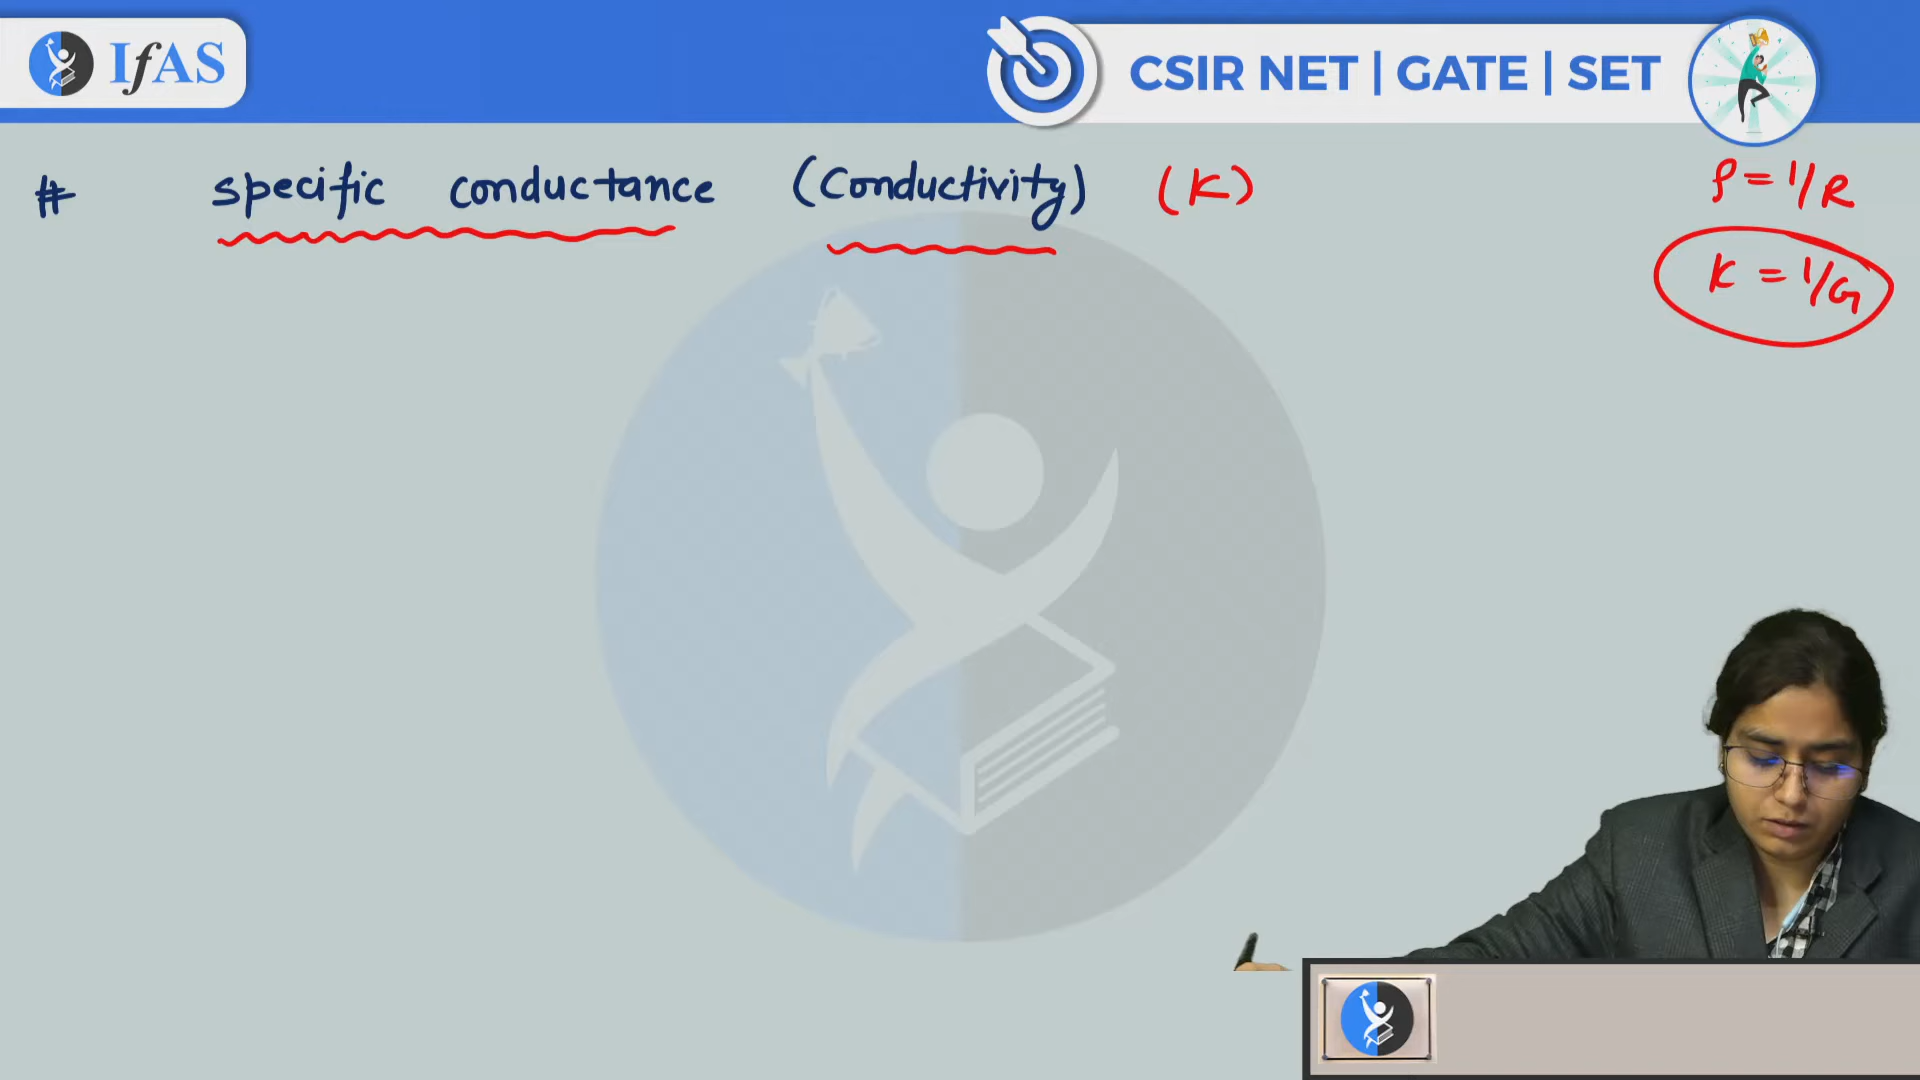 IfAS
CSIR NET | GATE | SET
# specific conductance (Conductivity) (K)
ρ = 1/R
K = 1/G